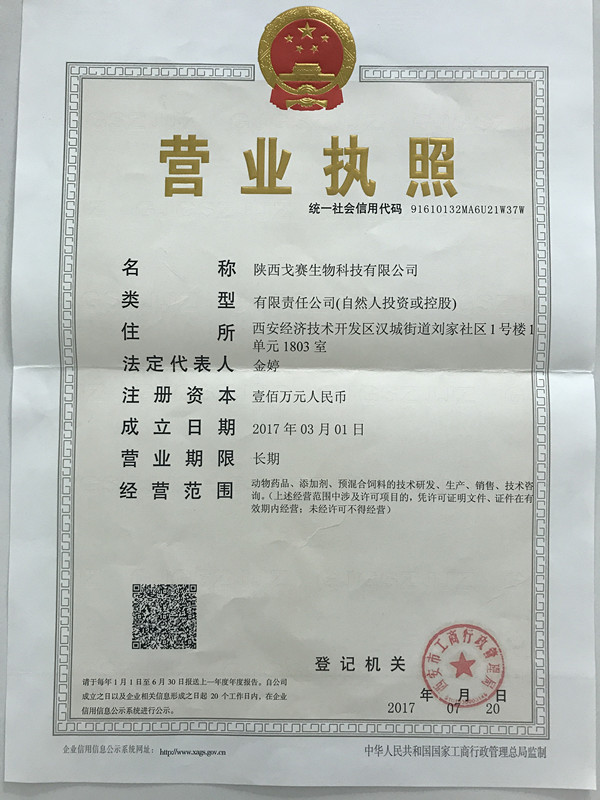 营业执照
统一社会信用代码 91610132MA6U21W37W
名称 陕西戈赛生物科技有限公司
类型 有限责任公司(自然人投资或控股)
住所 西安经济技术开发区汉城街道刘家社区1号楼1
单元1803室
法定代表人 金婷
注册资本 壹佰万元人民币
成立日期 2017年03月01日
营业期限 长期
经营范围 动物药品、添加剂、预混合饲料的技术研发、生产、销售、技术咨
询。(上述经营范围中涉及许可项目的，凭许可证明文件、证件在有
效期内经营；未经许可不得经营)
登记机关
西安市工商行政管理局
年 月 日
2017 07 20
请于每年1月1日至6月30日报送上一年度年度报告。自公司
成立之日以及企业相关信息形成之日起20个工作日内，在企业
信用信息公示系统进行公示。
企业信用信息公示系统网址： http://www.xags.gov.cn
中华人民共和国国家工商行政管理总局监制